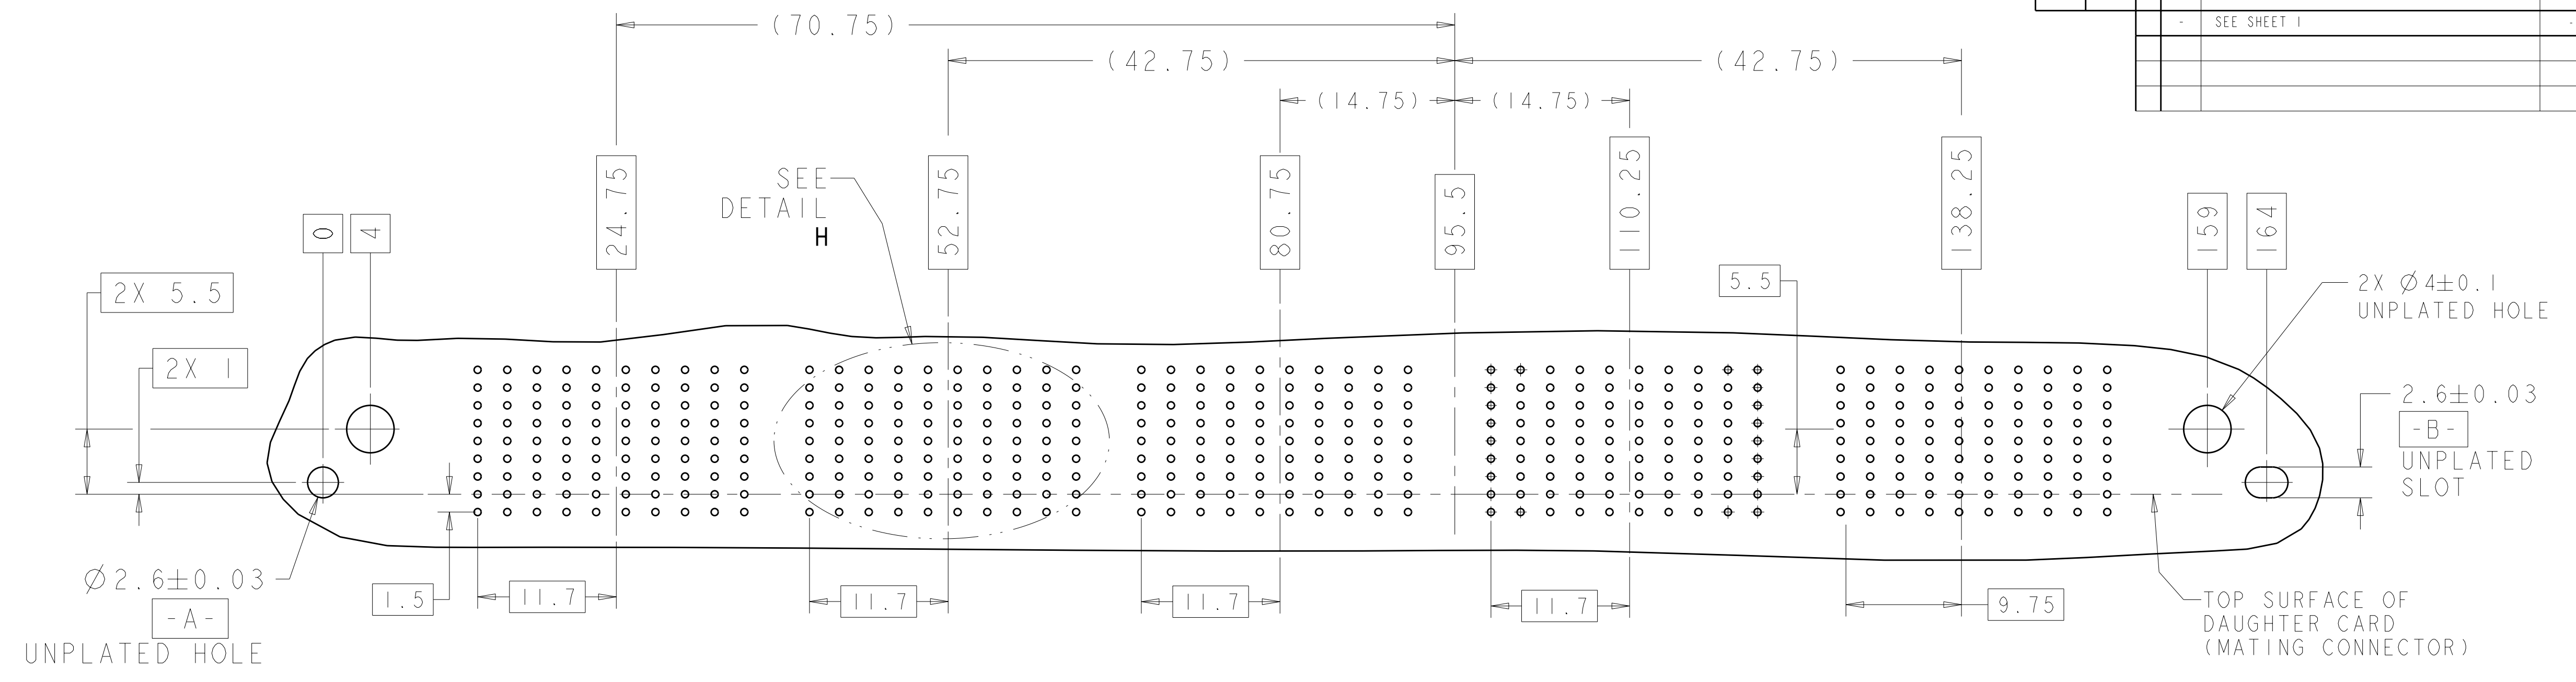 - SEE SHEET 1 -
(70.75)
(42.75) (42.75)
(14.75) (14.75)
0
4
24.75
52.75
80.75
95.5
110.25
138.25
159
164
SEE
DETAIL
H
2X 5.5
2X 1
5.5
2X Ø4±0.1
UNPLATED HOLE
2.6±0.03
-B-
UNPLATED
SLOT
Ø2.6±0.03
-A-
UNPLATED HOLE
1.5
11.7
11.7
11.7
11.7
9.75
TOP SURFACE OF
DAUGHTER CARD
(MATING CONNECTOR)